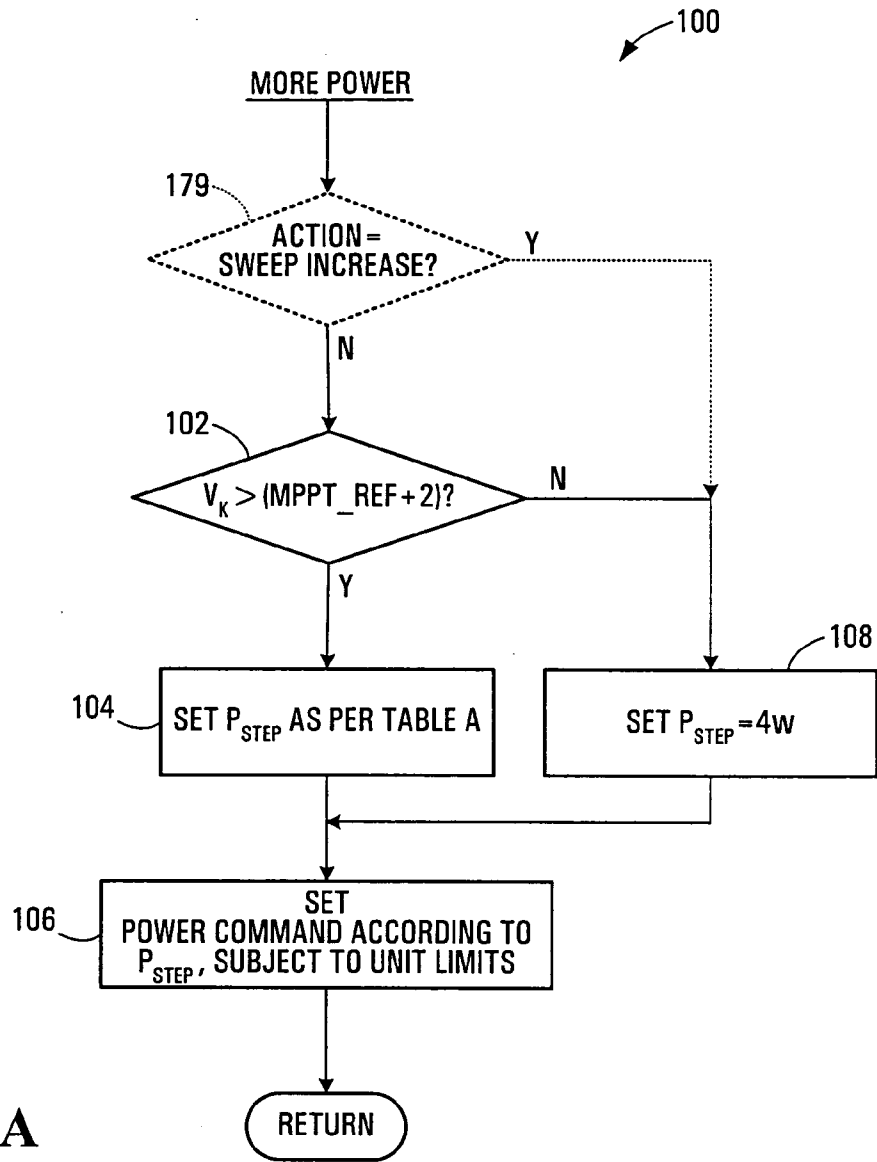 100
MORE POWER
179
ACTION =
SWEEP INCREASE?
Y
N
102
V_K > (MPPT_REF+2)?
N
Y
108
104
SET P_STEP AS PER TABLE A
SET P_STEP = 4w
106
SET
POWER COMMAND ACCORDING TO
P_STEP, SUBJECT TO UNIT LIMITS
RETURN
A